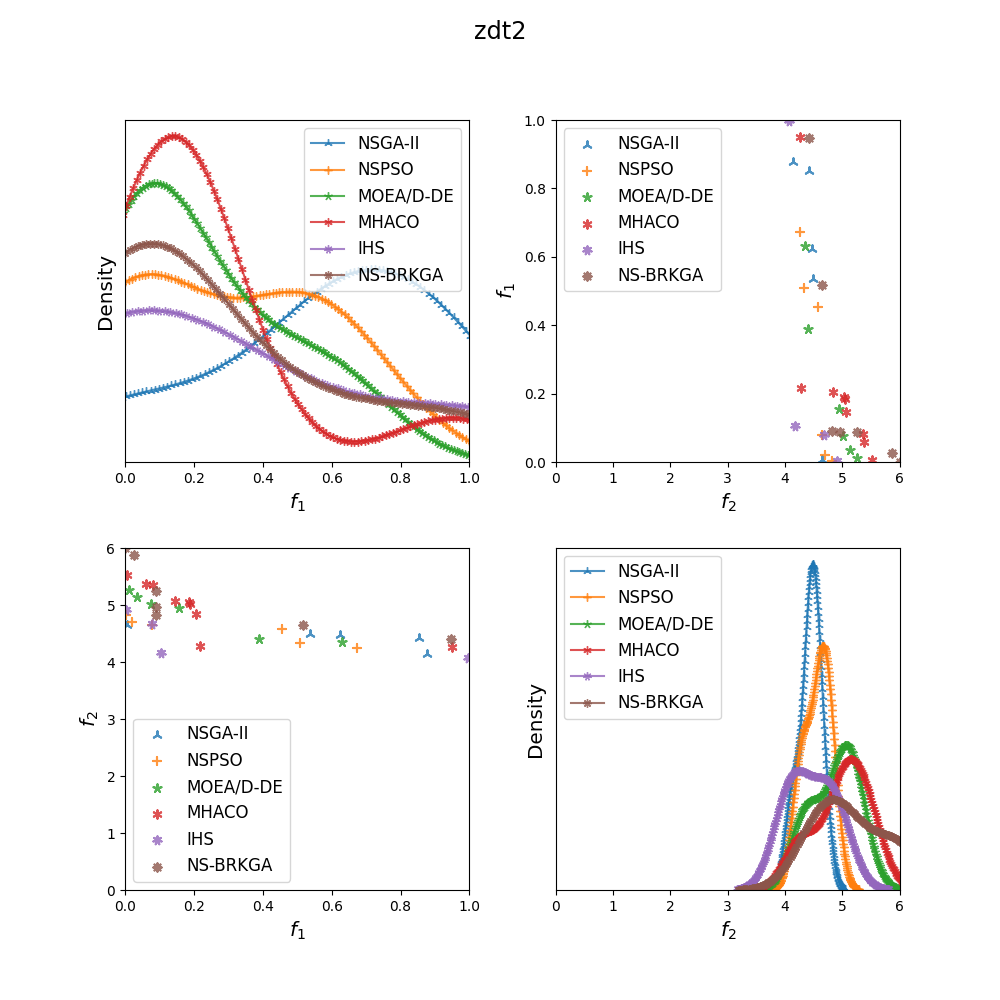 zdt2
Density
NSGA-II
NSPSO
MOEA/D-DE
MHACO
IHS
NS-BRKGA
0.0 0.2 0.4 0.6 0.8 1.0
f1
f1
1.0
0.8
0.6
0.4
0.2
0.0
NSGA-II
NSPSO
MOEA/D-DE
MHACO
IHS
NS-BRKGA
0 1 2 3 4 5 6
f2
f2
6
5
4
3
2
1
0
NSGA-II
NSPSO
MOEA/D-DE
MHACO
IHS
NS-BRKGA
0.0 0.2 0.4 0.6 0.8 1.0
f1
Density
NSGA-II
NSPSO
MOEA/D-DE
MHACO
IHS
NS-BRKGA
0 1 2 3 4 5 6
f2